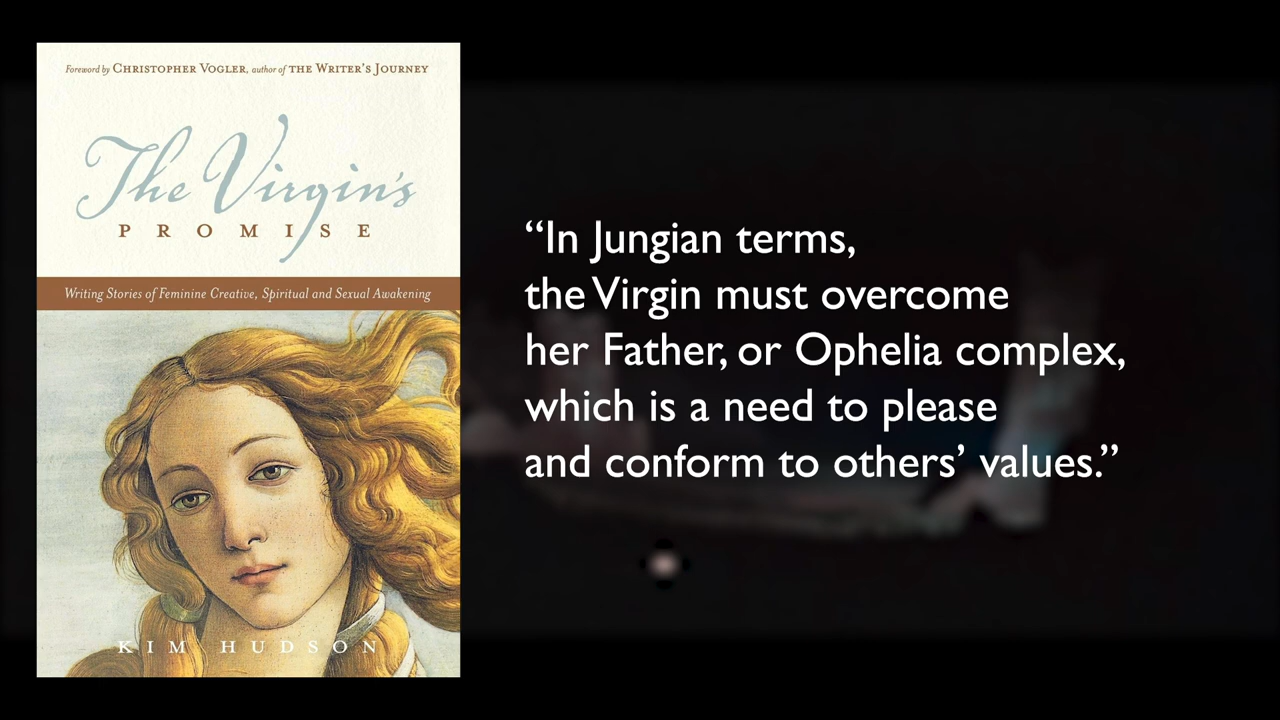 Foreword by CHRISTOPHER VOGLER, author of THE WRITER'S JOURNEY
The Virgin's
PROMISE
Writing Stories of Feminine Creative, Spiritual and Sexual Awakening
KIM HUDSON
“In Jungian terms,
the Virgin must overcome
her Father, or Ophelia complex,
which is a need to please
and conform to others’ values.”